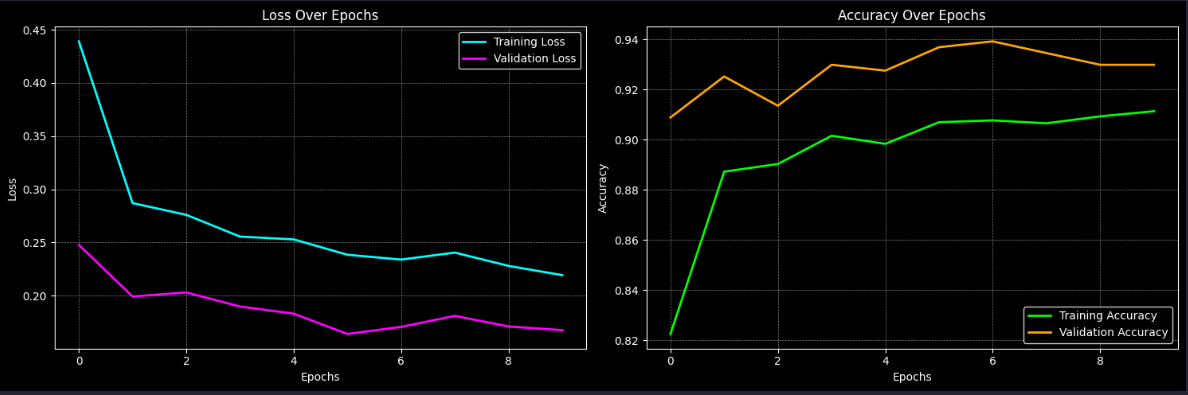 Loss Over Epochs
0.45
0.40
0.35
0.30
0.25
0.20
Loss
Training Loss
Validation Loss
0 2 4 6 8
Epochs
Accuracy Over Epochs
0.94
0.92
0.90
0.88
0.86
0.84
0.82
Accuracy
Training Accuracy
Validation Accuracy
0 2 4 6 8
Epochs